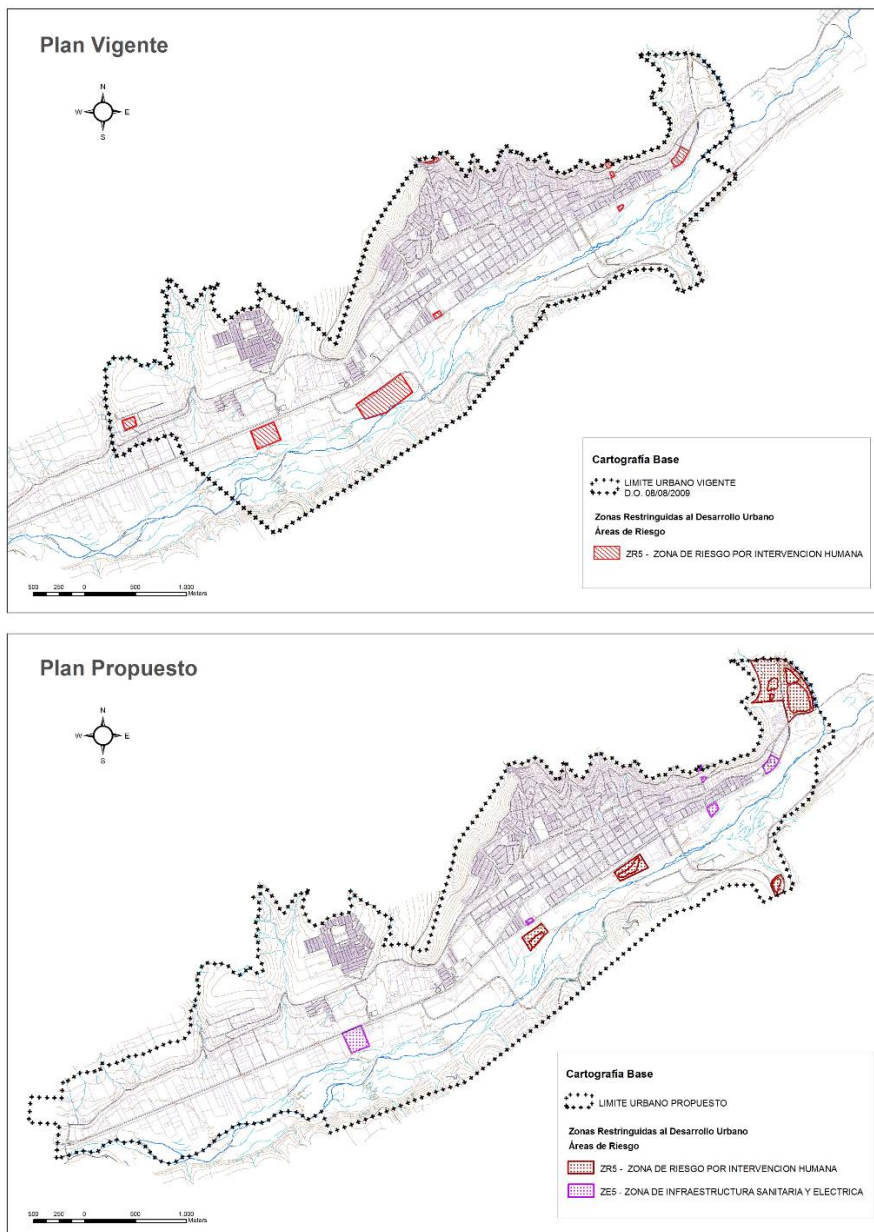 Plan Vigente
N
W E
S
Cartografía Base
LIMITE URBANO VIGENTE
D.O. 08/08/2009
Zonas Restringuidas al Desarrollo Urbano
Áreas de Riesgo
ZR5 - ZONA DE RIESGO POR INTERVENCION HUMANA
500 250 0 500 1.000
Meters
Plan Propuesto
N
W E
S
Cartografía Base
LIMITE URBANO PROPUESTO
Zonas Restringuidas al Desarrollo Urbano
Áreas de Riesgo
ZR5 - ZONA DE RIESGO POR INTERVENCION HUMANA
ZE5 - ZONA DE INFRAESTRUCTURA SANITARIA Y ELECTRICA
500 250 0 500 1.000
Meters